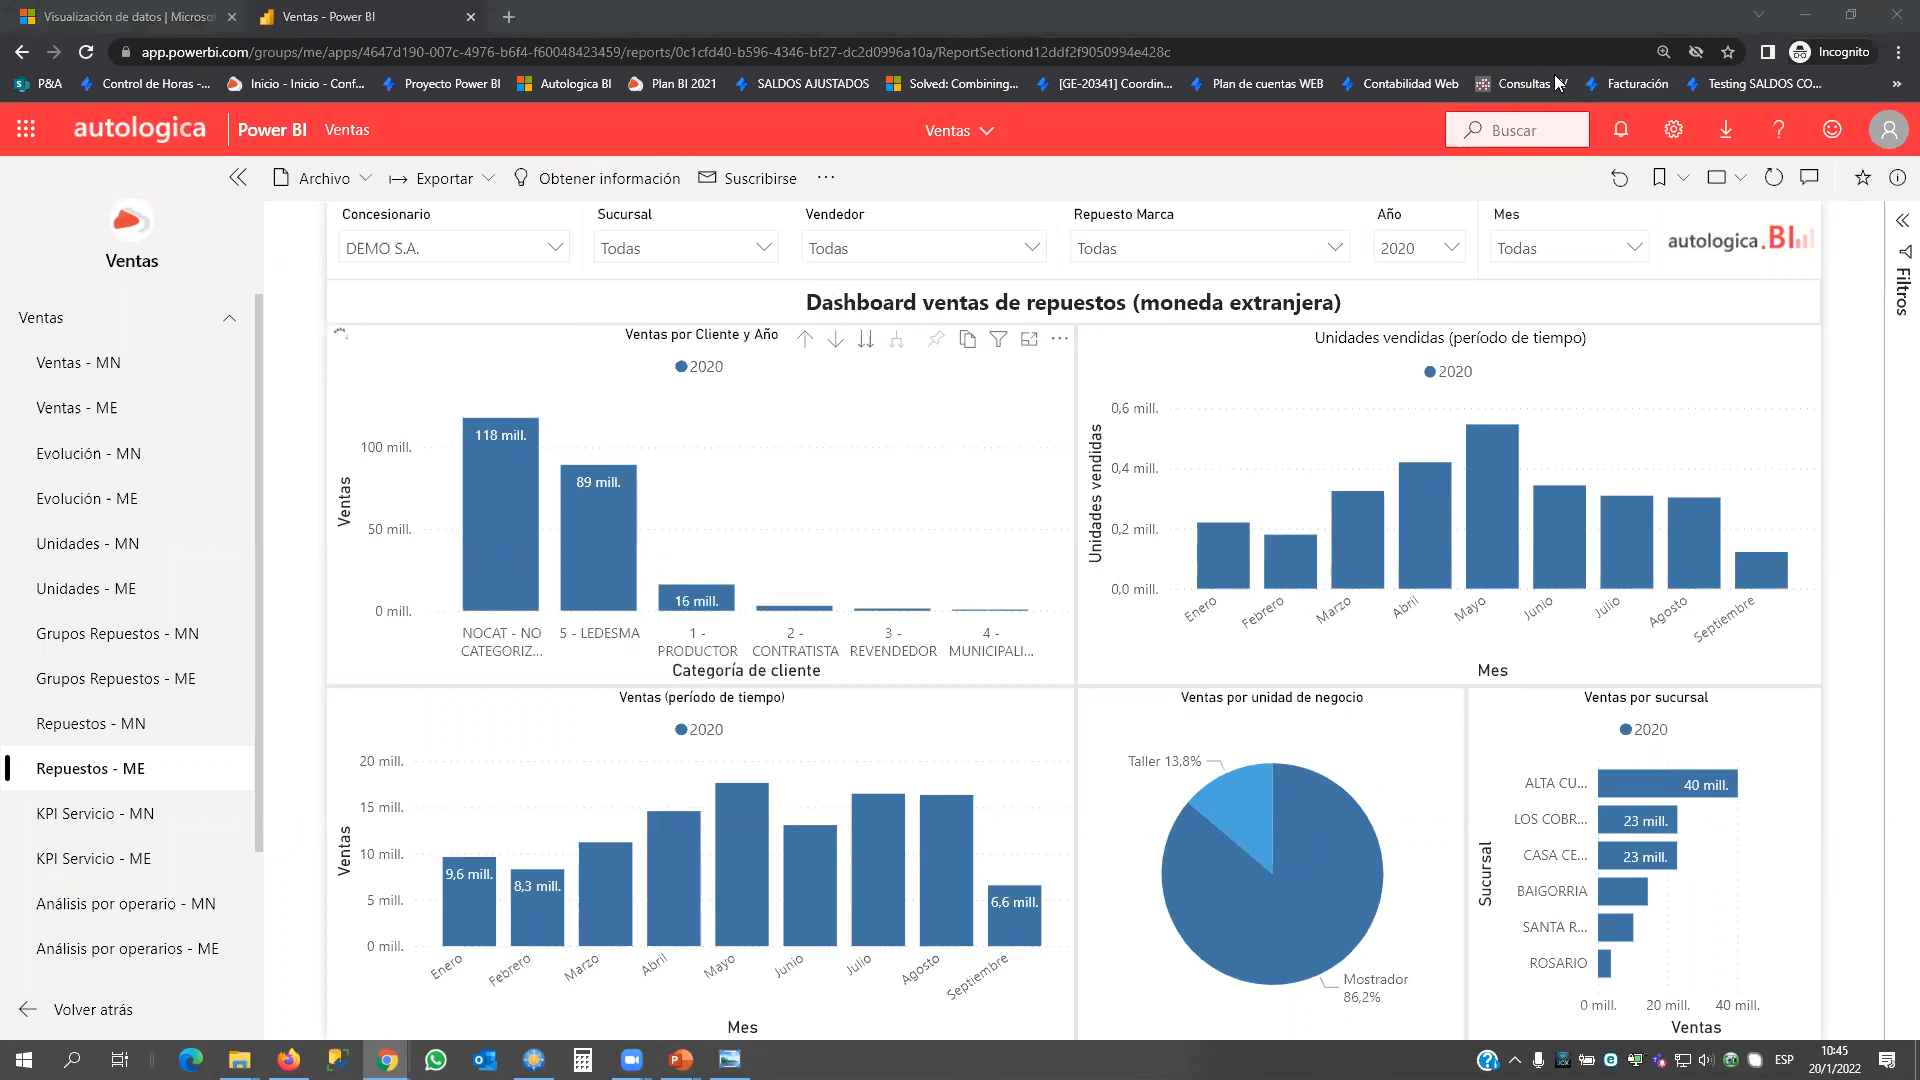 Visualización de datos | Microso
Ventas - Power BI
app.powerbi.com/groups/me/apps/4647d190-007c-4976-b6f4-f60048423459/reports/0c1cfd40-b596-4346-bf27-dc2d0996a10a/ReportSectiond12ddf2f9050994e428c
Incognito
P&A
Control de Horas -...
Inicio - Inicio - Conf...
Proyecto Power BI
Autologica BI
Plan BI 2021
SALDOS AJUSTADOS
Solved: Combining...
[GE-20341] Coordin...
Plan de cuentas WEB
Contabilidad Web
Consultas
Facturación
Testing SALDOS CO...
autologica
Power BI
Ventas
Ventas
Buscar
Archivo
Exportar
Obtener información
Suscribirse
Ventas
Ventas
Ventas - MN
Ventas - ME
Evolución - MN
Evolución - ME
Unidades - MN
Unidades - ME
Grupos Repuestos - MN
Grupos Repuestos - ME
Repuestos - MN
Repuestos - ME
KPI Servicio - MN
KPI Servicio - ME
Análisis por operario - MN
Análisis por operarios - ME
Volver atrás
Concesionario
DEMO S.A.
Sucursal
Todas
Vendedor
Todas
Repuesto Marca
Todas
Año
2020
Mes
Todas
autologica.BI
Filtros
Dashboard ventas de repuestos (moneda extranjera)
Ventas por Cliente y Año
2020
100 mill.
50 mill.
0 mill.
Ventas
118 mill.
89 mill.
16 mill.
NOCAT - NO
CATEGORIZ...
5 - LEDESMA
1 -
PRODUCTOR
2 -
CONTRATISTA
3 -
REVENDEDOR
4 -
MUNICIPALI...
Categoría de cliente
Unidades vendidas (período de tiempo)
2020
0,6 mill.
0,4 mill.
0,2 mill.
0,0 mill.
Unidades vendidas
Enero
Febrero
Marzo
Abril
Mayo
Junio
Julio
Agosto
Septiembre
Mes
Ventas (período de tiempo)
2020
20 mill.
15 mill.
10 mill.
5 mill.
0 mill.
Ventas
9,6 mill.
8,3 mill.
6,6 mill.
Enero
Febrero
Marzo
Abril
Mayo
Junio
Julio
Agosto
Septiembre
Mes
Ventas por unidad de negocio
Taller 13,8%
Mostrador
86,2%
Ventas por sucursal
2020
Sucursal
ALTA CU...
40 mill.
LOS COBR...
23 mill.
CASA CE...
23 mill.
BAIGORRIA
SANTA R...
ROSARIO
0 mill.
20 mill.
40 mill.
Ventas
ESP
10:45
20/1/2022